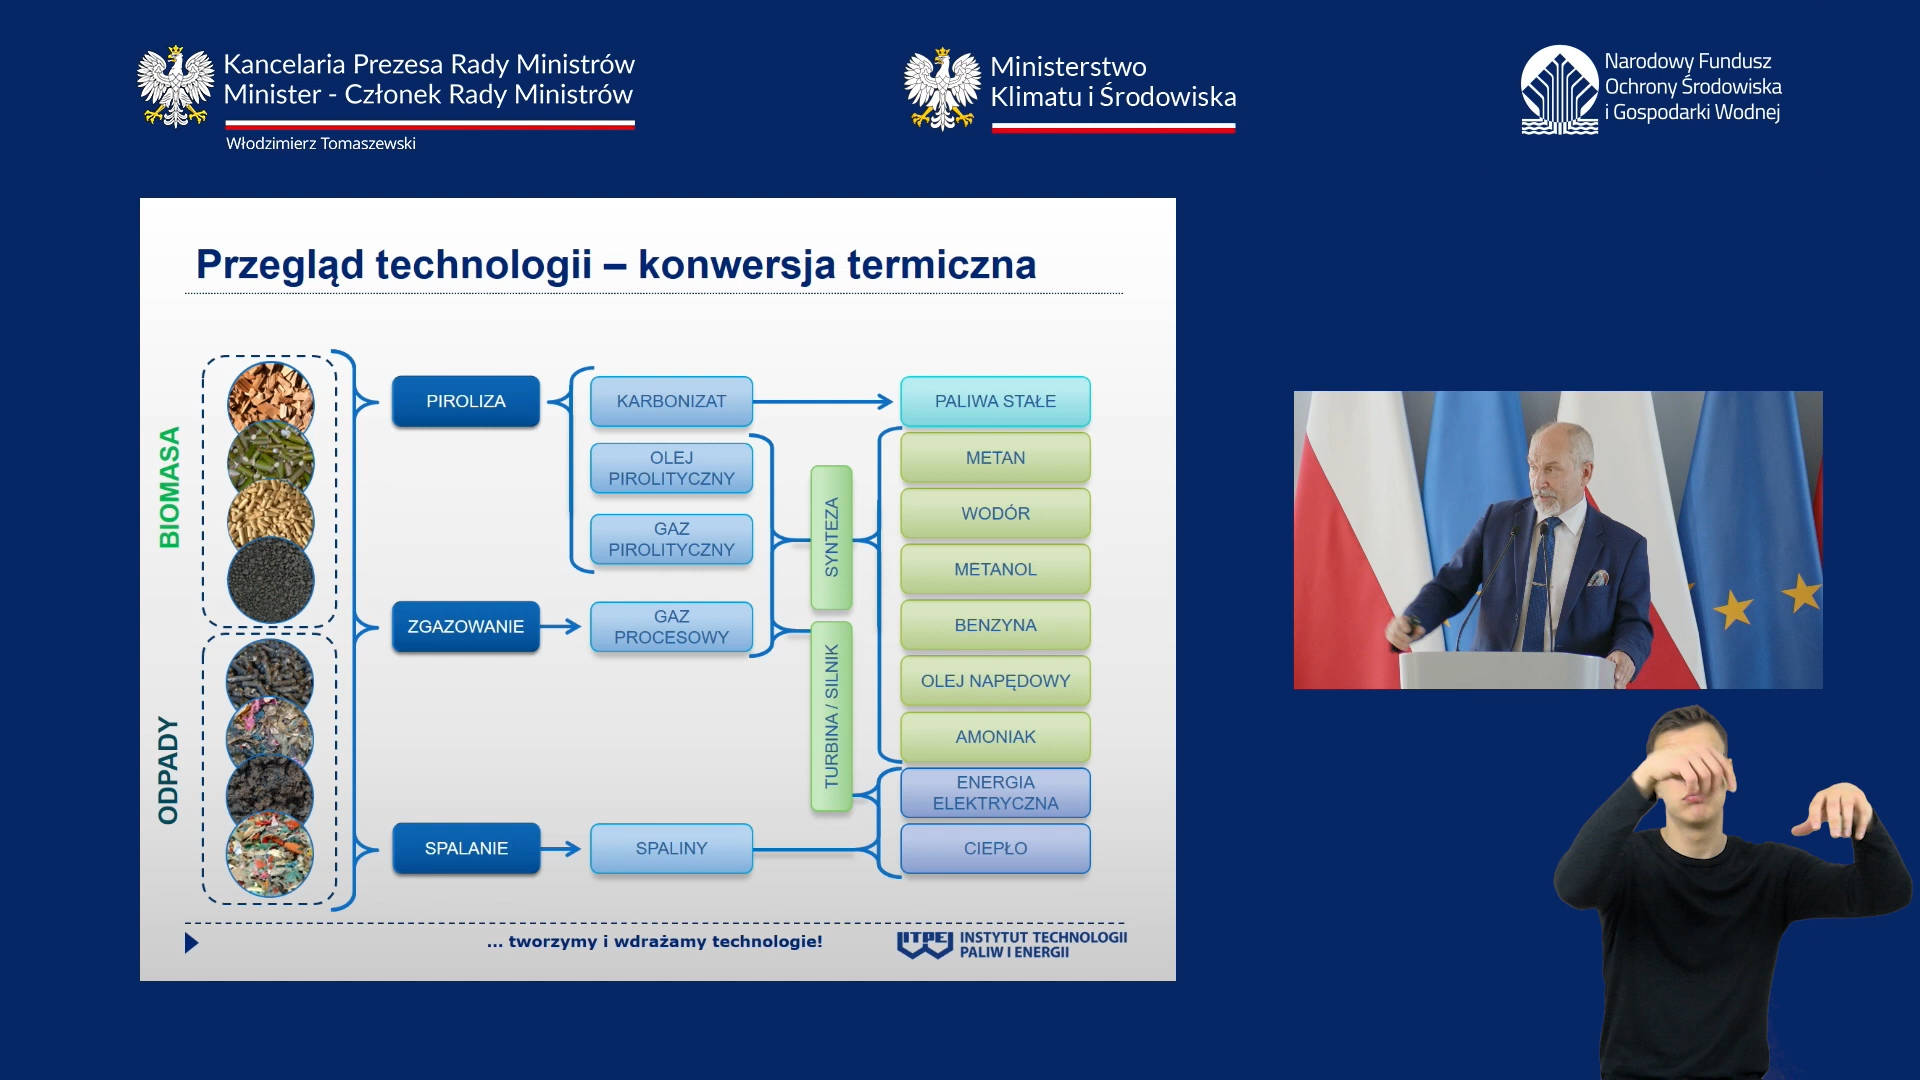 Kancelaria Prezesa Rady Ministrów
Minister - Członek Rady Ministrów
Włodzimierz Tomaszewski
Ministerstwo
Klimatu i Środowiska
Narodowy Fundusz
Ochrony Środowiska
i Gospodarki Wodnej
Przegląd technologii – konwersja termiczna
BIOMASA
ODPADY
PIROLIZA
ZGAZOWANIE
SPALANIE
KARBONIZAT
OLEJ
PIROLITYCZNY
GAZ
PIROLITYCZNY
GAZ
PROCESOWY
SPALINY
SYNTEZA
TURBINA / SILNIK
PALIWA STAŁE
METAN
WODÓR
METANOL
BENZYNA
OLEJ NAPĘDOWY
AMONIAK
ENERGIA
ELEKTRYCZNA
CIEPŁO
... tworzymy i wdrażamy technologie!
ITPE
INSTYTUT TECHNOLOGII
PALIW I ENERGII